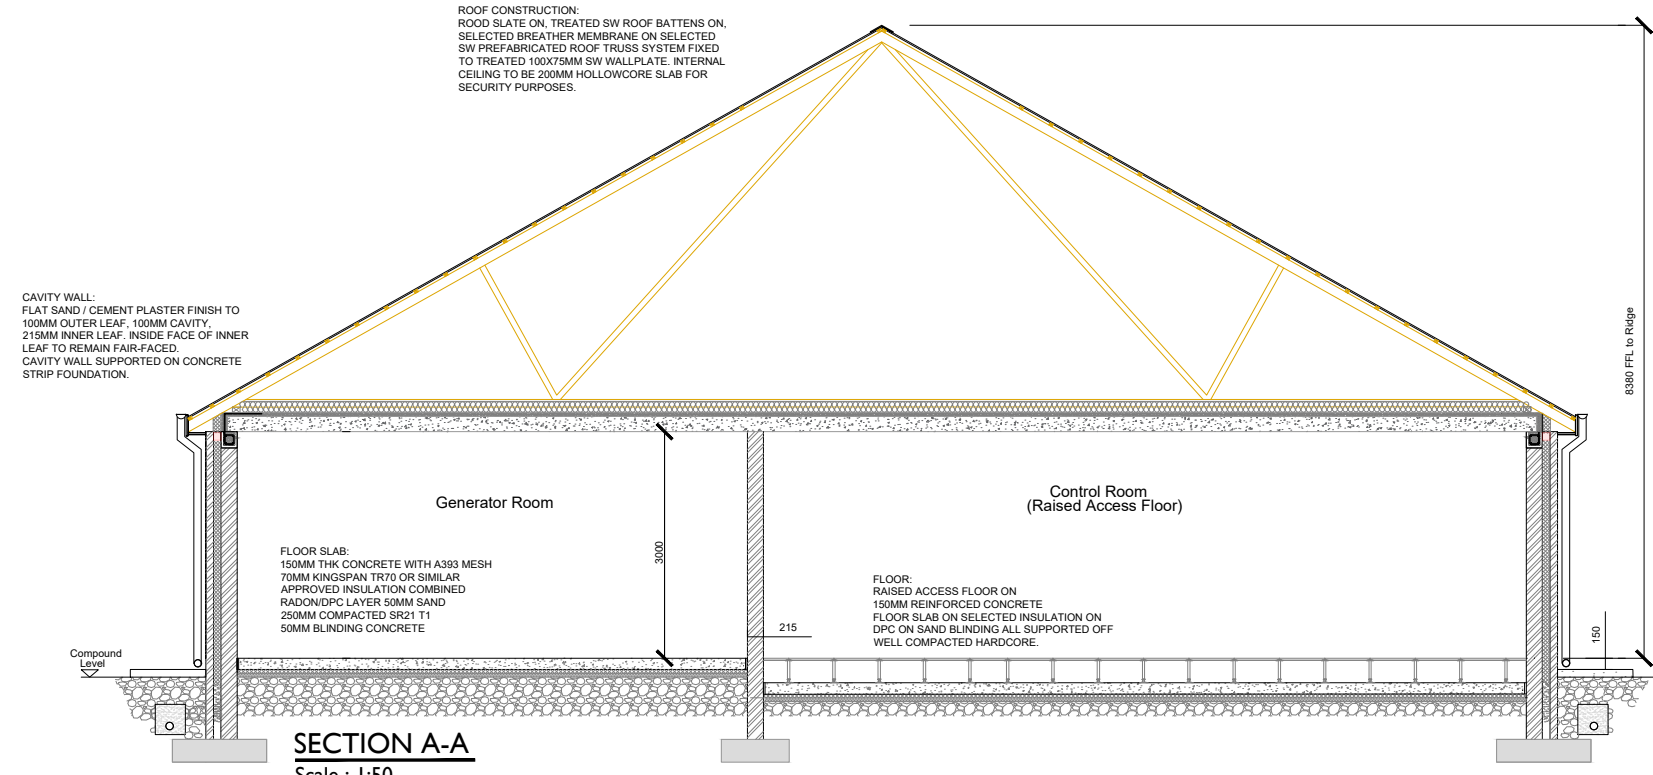 ROOF CONSTRUCTION:
ROOD SLATE ON, TREATED SW ROOF BATTENS ON,
SELECTED BREATHER MEMBRANE ON SELECTED
SW PREFABRICATED ROOF TRUSS SYSTEM FIXED
TO TREATED 100X75MM SW WALLPLATE. INTERNAL
CEILING TO BE 200MM HOLLOWCORE SLAB FOR
SECURITY PURPOSES.
CAVITY WALL:
FLAT SAND / CEMENT PLASTER FINISH TO
100MM OUTER LEAF, 100MM CAVITY,
215MM INNER LEAF. INSIDE FACE OF INNER
LEAF TO REMAIN FAIR-FACED.
CAVITY WALL SUPPORTED ON CONCRETE
STRIP FOUNDATION.
8380 FFL to Ridge
Generator Room
Control Room
(Raised Access Floor)
3000
FLOOR SLAB:
150MM THK CONCRETE WITH A393 MESH
70MM KINGSPAN TR70 OR SIMILAR
APPROVED INSULATION COMBINED
RADON/DPC LAYER 50MM SAND
250MM COMPACTED SR21 T1
50MM BLINDING CONCRETE
FLOOR:
RAISED ACCESS FLOOR ON
150MM REINFORCED CONCRETE
FLOOR SLAB ON SELECTED INSULATION ON
DPC ON SAND BLINDING ALL SUPPORTED OFF
WELL COMPACTED HARDCORE.
215
150
Compound
Level
SECTION A-A
Scale : 1:50